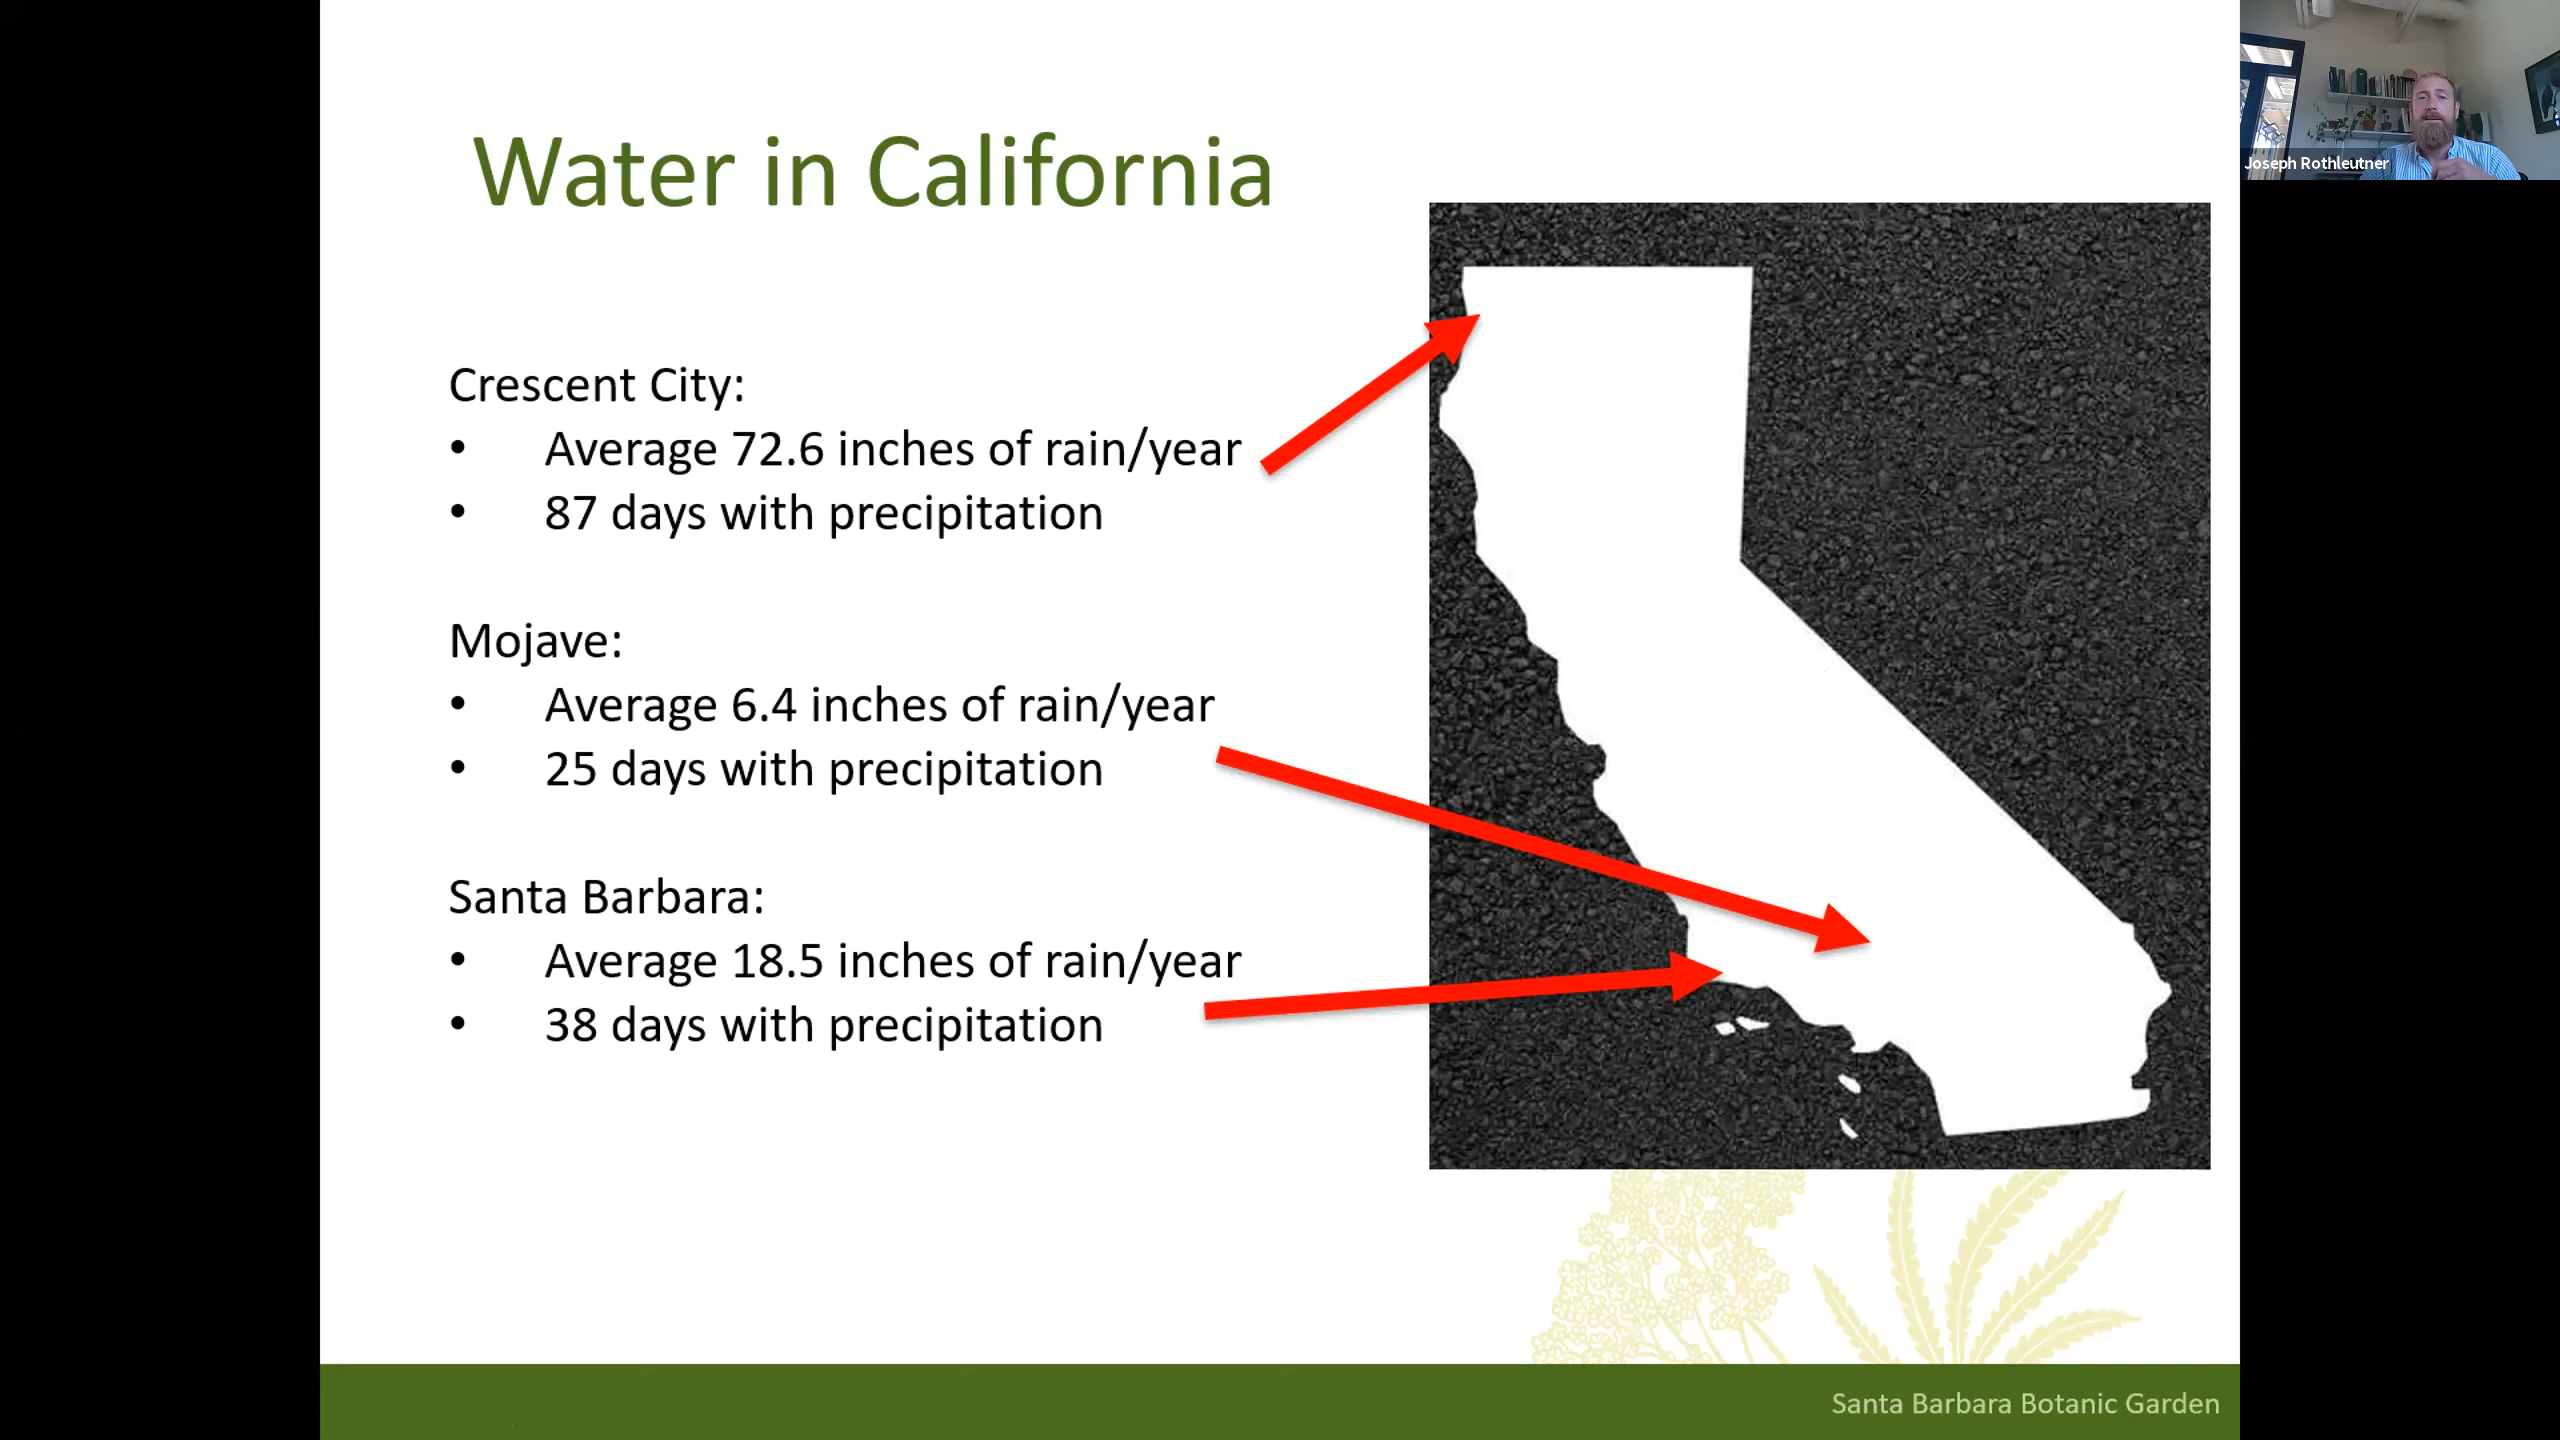 Water in California
Joseph Rothleutner
Crescent City:
• Average 72.6 inches of rain/year
• 87 days with precipitation
Mojave:
• Average 6.4 inches of rain/year
• 25 days with precipitation
Santa Barbara:
• Average 18.5 inches of rain/year
• 38 days with precipitation
Santa Barbara Botanic Garden